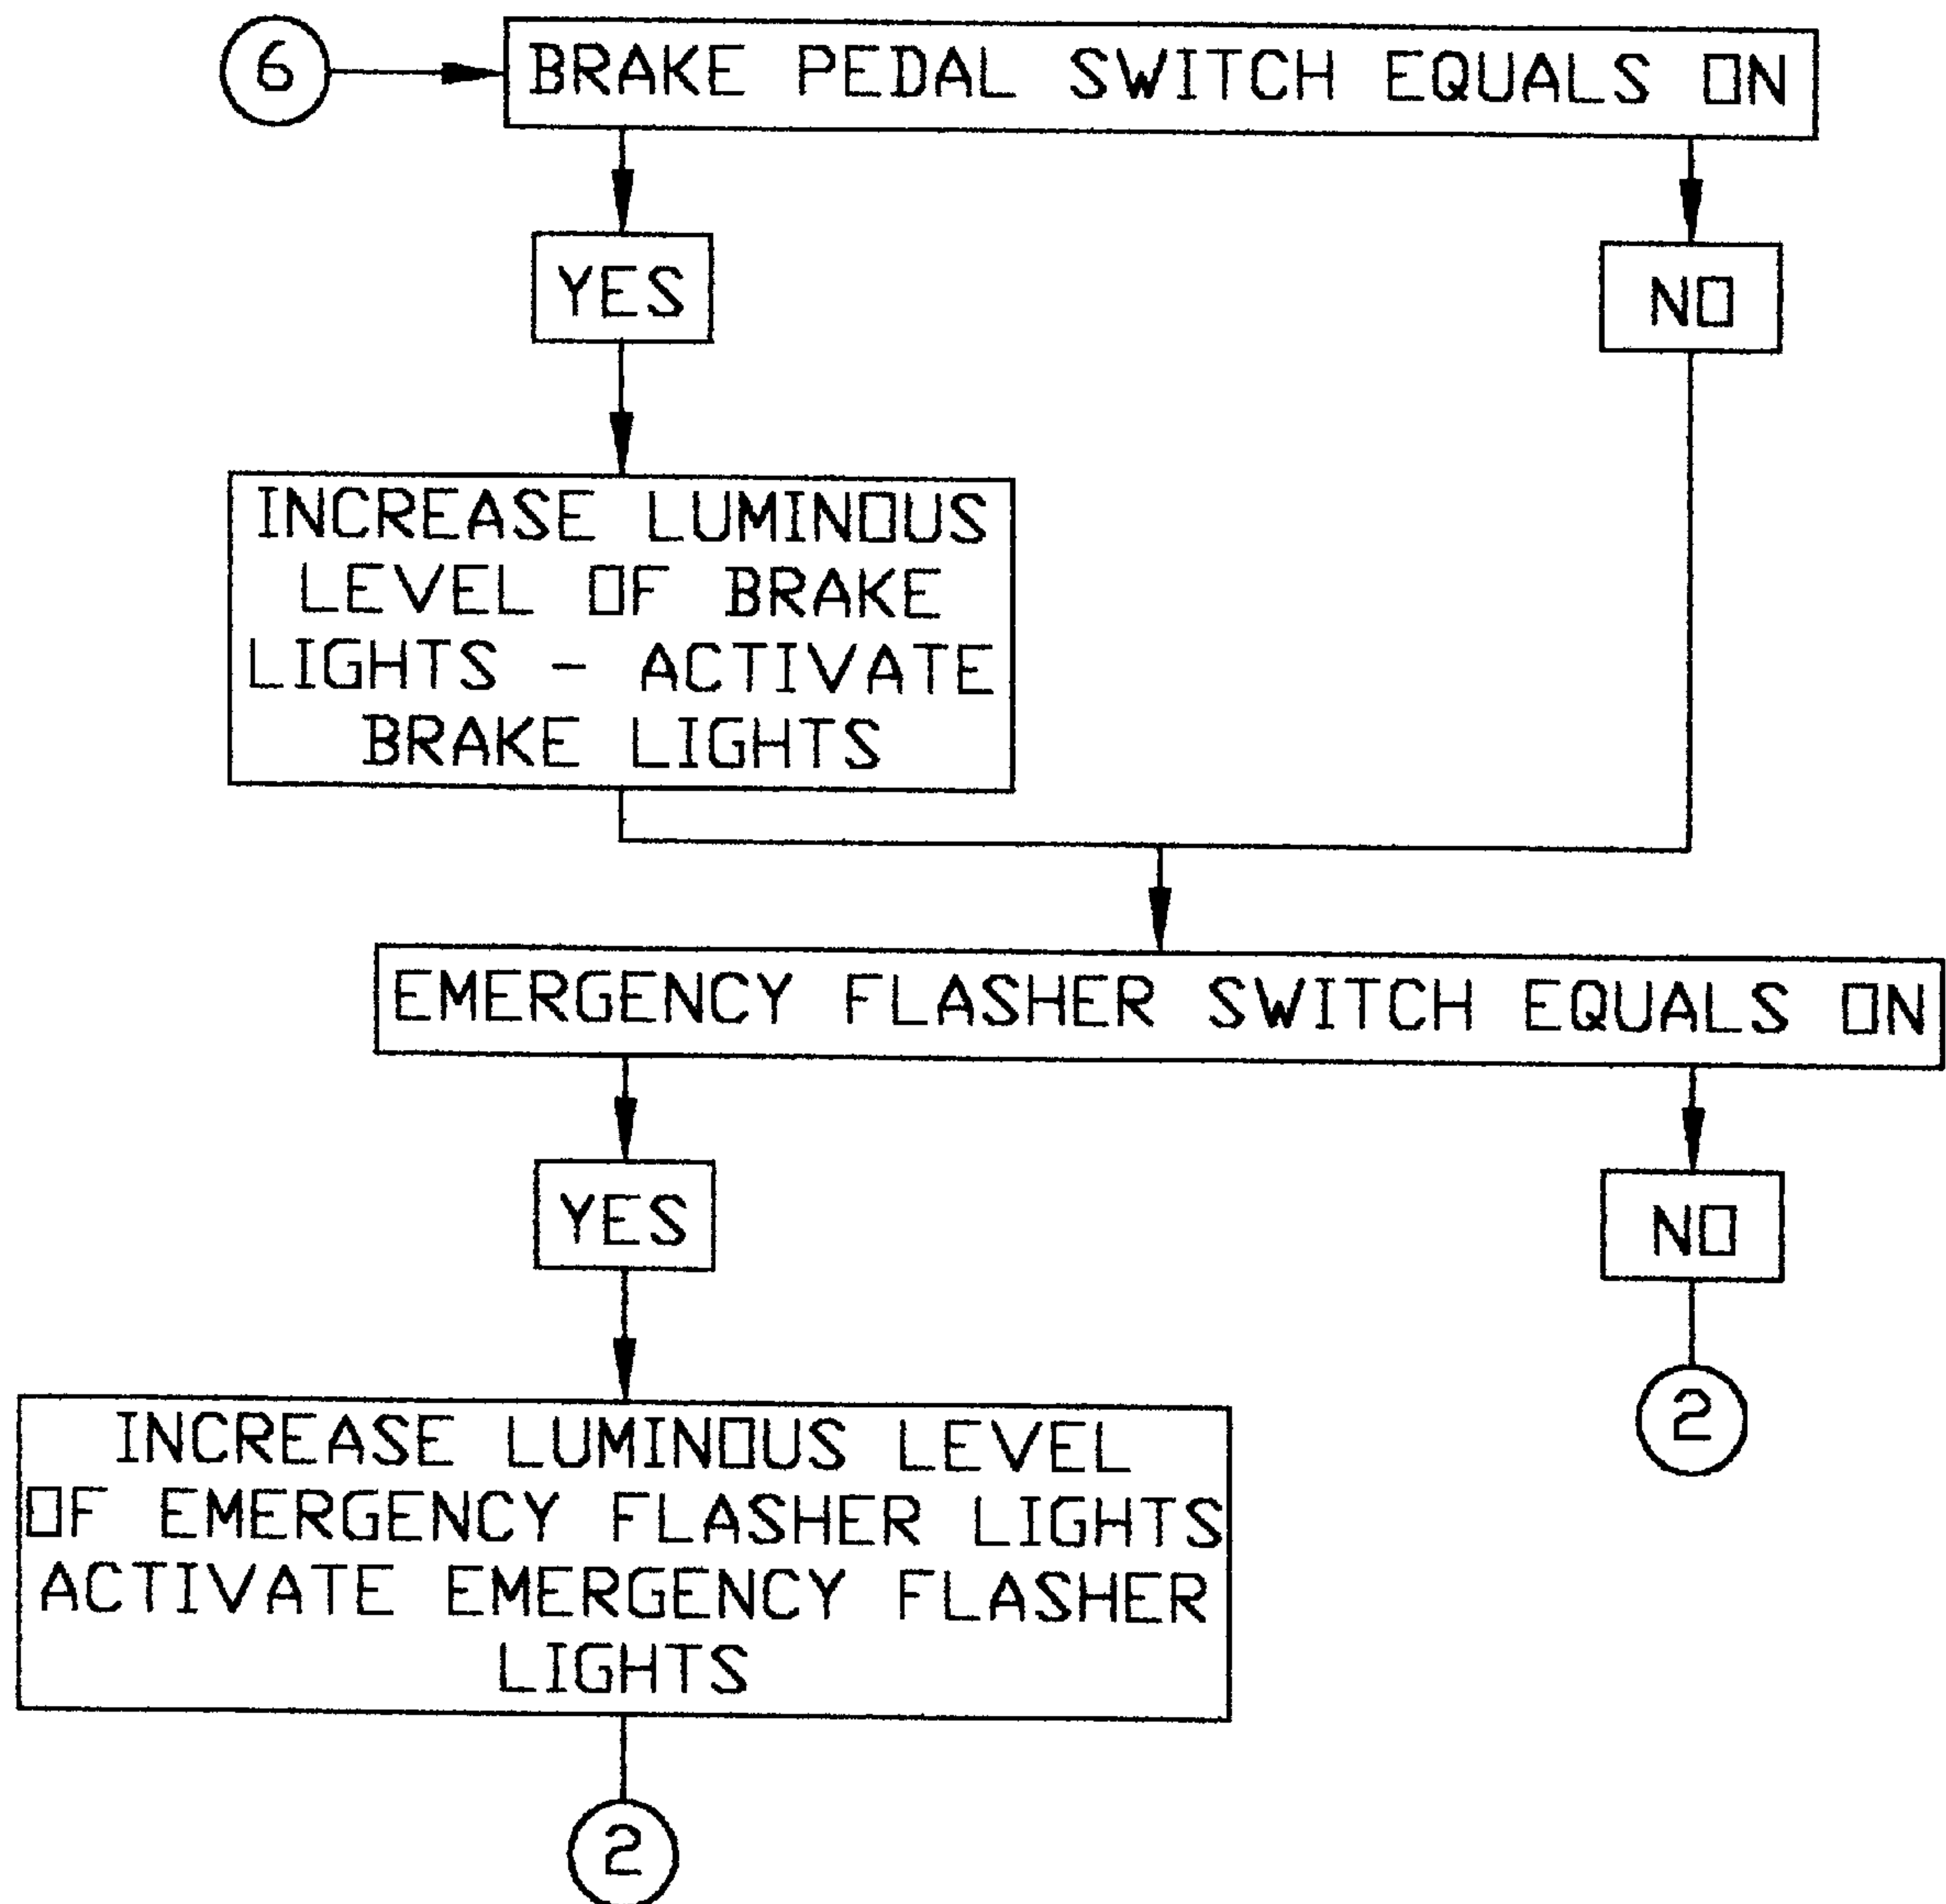 6
BRAKE PEDAL SWITCH EQUALS ON
YES
NO
INCREASE LUMINOUS
LEVEL OF BRAKE
LIGHTS - ACTIVATE
BRAKE LIGHTS
EMERGENCY FLASHER SWITCH EQUALS ON
YES
NO
2
INCREASE LUMINOUS LEVEL
OF EMERGENCY FLASHER LIGHTS
ACTIVATE EMERGENCY FLASHER
LIGHTS
2